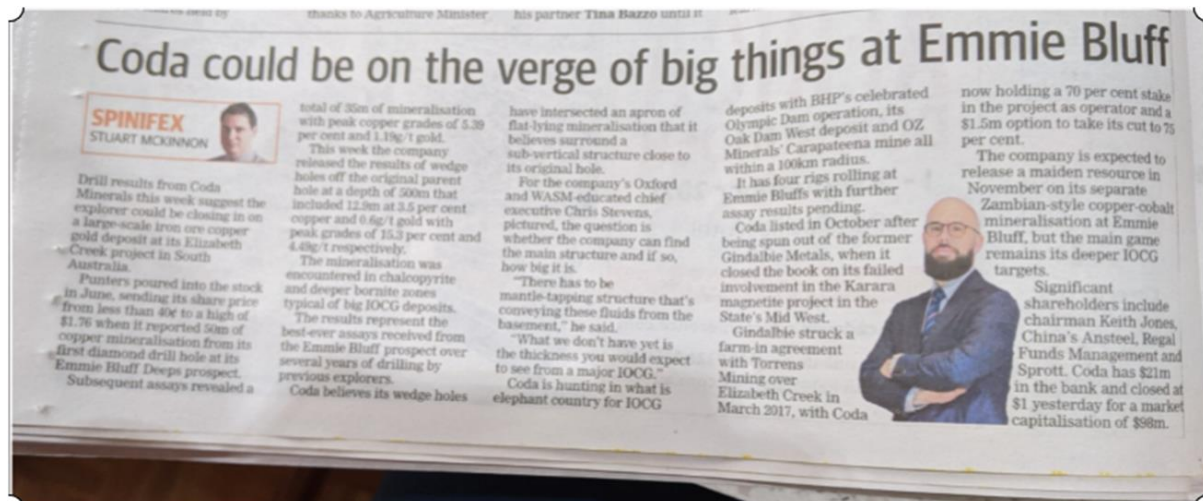 thanks to Agriculture Minister
his partner Tina Bazzo until it
Coda could be on the verge of big things at Emmie Bluff
SPINIFEX
STUART MCKINNON
Drill results from Coda
Minerals this week suggest the
explorer could be closing in on
a large-scale iron ore copper
gold deposit at its Elizabeth
Creek project in South
Australia.
Punters poured into the stock
in June, sending its share price
from less than 40¢ to a high of
$1.76 when it reported 50m of
copper mineralisation from its
first diamond drill hole at its
Emmie Bluff Deeps prospect.
Subsequent assays revealed a
total of 35m of mineralisation
with peak copper grades of 5.39
per cent and 1.19g/t gold.
This week the company
released the results of wedge
holes off the original parent
hole at a depth of 500m that
included 12.9m at 3.5 per cent
copper and 0.6g/t gold with
peak grades of 15.3 per cent and
4.49g/t respectively.
The mineralisation was
encountered in chalcopyrite
and deeper bornite zones
typical of big IOCG deposits.
The results represent the
best-ever assays received from
the Emmie Bluff prospect over
several years of drilling by
previous explorers.
Coda believes its wedge holes
have intersected an apron of
flat-lying mineralisation that it
believes surround a
sub-vertical structure close to
its original hole.
For the company's Oxford
and WASM-educated chief
executive Chris Stevens,
pictured, the question is
whether the company can find
the main structure and if so,
how big it is.
"There has to be
mantle-tapping structure that's
conveying these fluids from the
basement," he said.
"What we don't have yet is
the thickness you would expect
to see from a major IOCG."
Coda is hunting in what is
elephant country for IOCG
deposits with BHP's celebrated
Olympic Dam operation, its
Oak Dam West deposit and OZ
Minerals' Carapateena mine all
within a 100km radius.
It has four rigs rolling at
Emmie Bluffs with further
assay results pending.
Coda listed in October after
being spun out of the former
Gindalbie Metals, when it
closed the book on its failed
involvement in the Karara
magnetite project in the
State's Mid West.
Gindalbie struck a
farm-in agreement
with Torrens
Mining over
Elizabeth Creek in
March 2017, with Coda
now holding a 70 per cent stake
in the project as operator and a
$1.5m option to take its cut to 75
per cent.
The company is expected to
release a maiden resource in
November on its separate
Zambian-style copper-cobalt
mineralisation at Emmie
Bluff, but the main game
remains its deeper IOCG
targets.
Significant
shareholders include
chairman Keith Jones,
China's Ansteel, Regal
Funds Management and
Sprott. Coda has $21m
in the bank and closed at
$1 yesterday for a market
capitalisation of $98m.